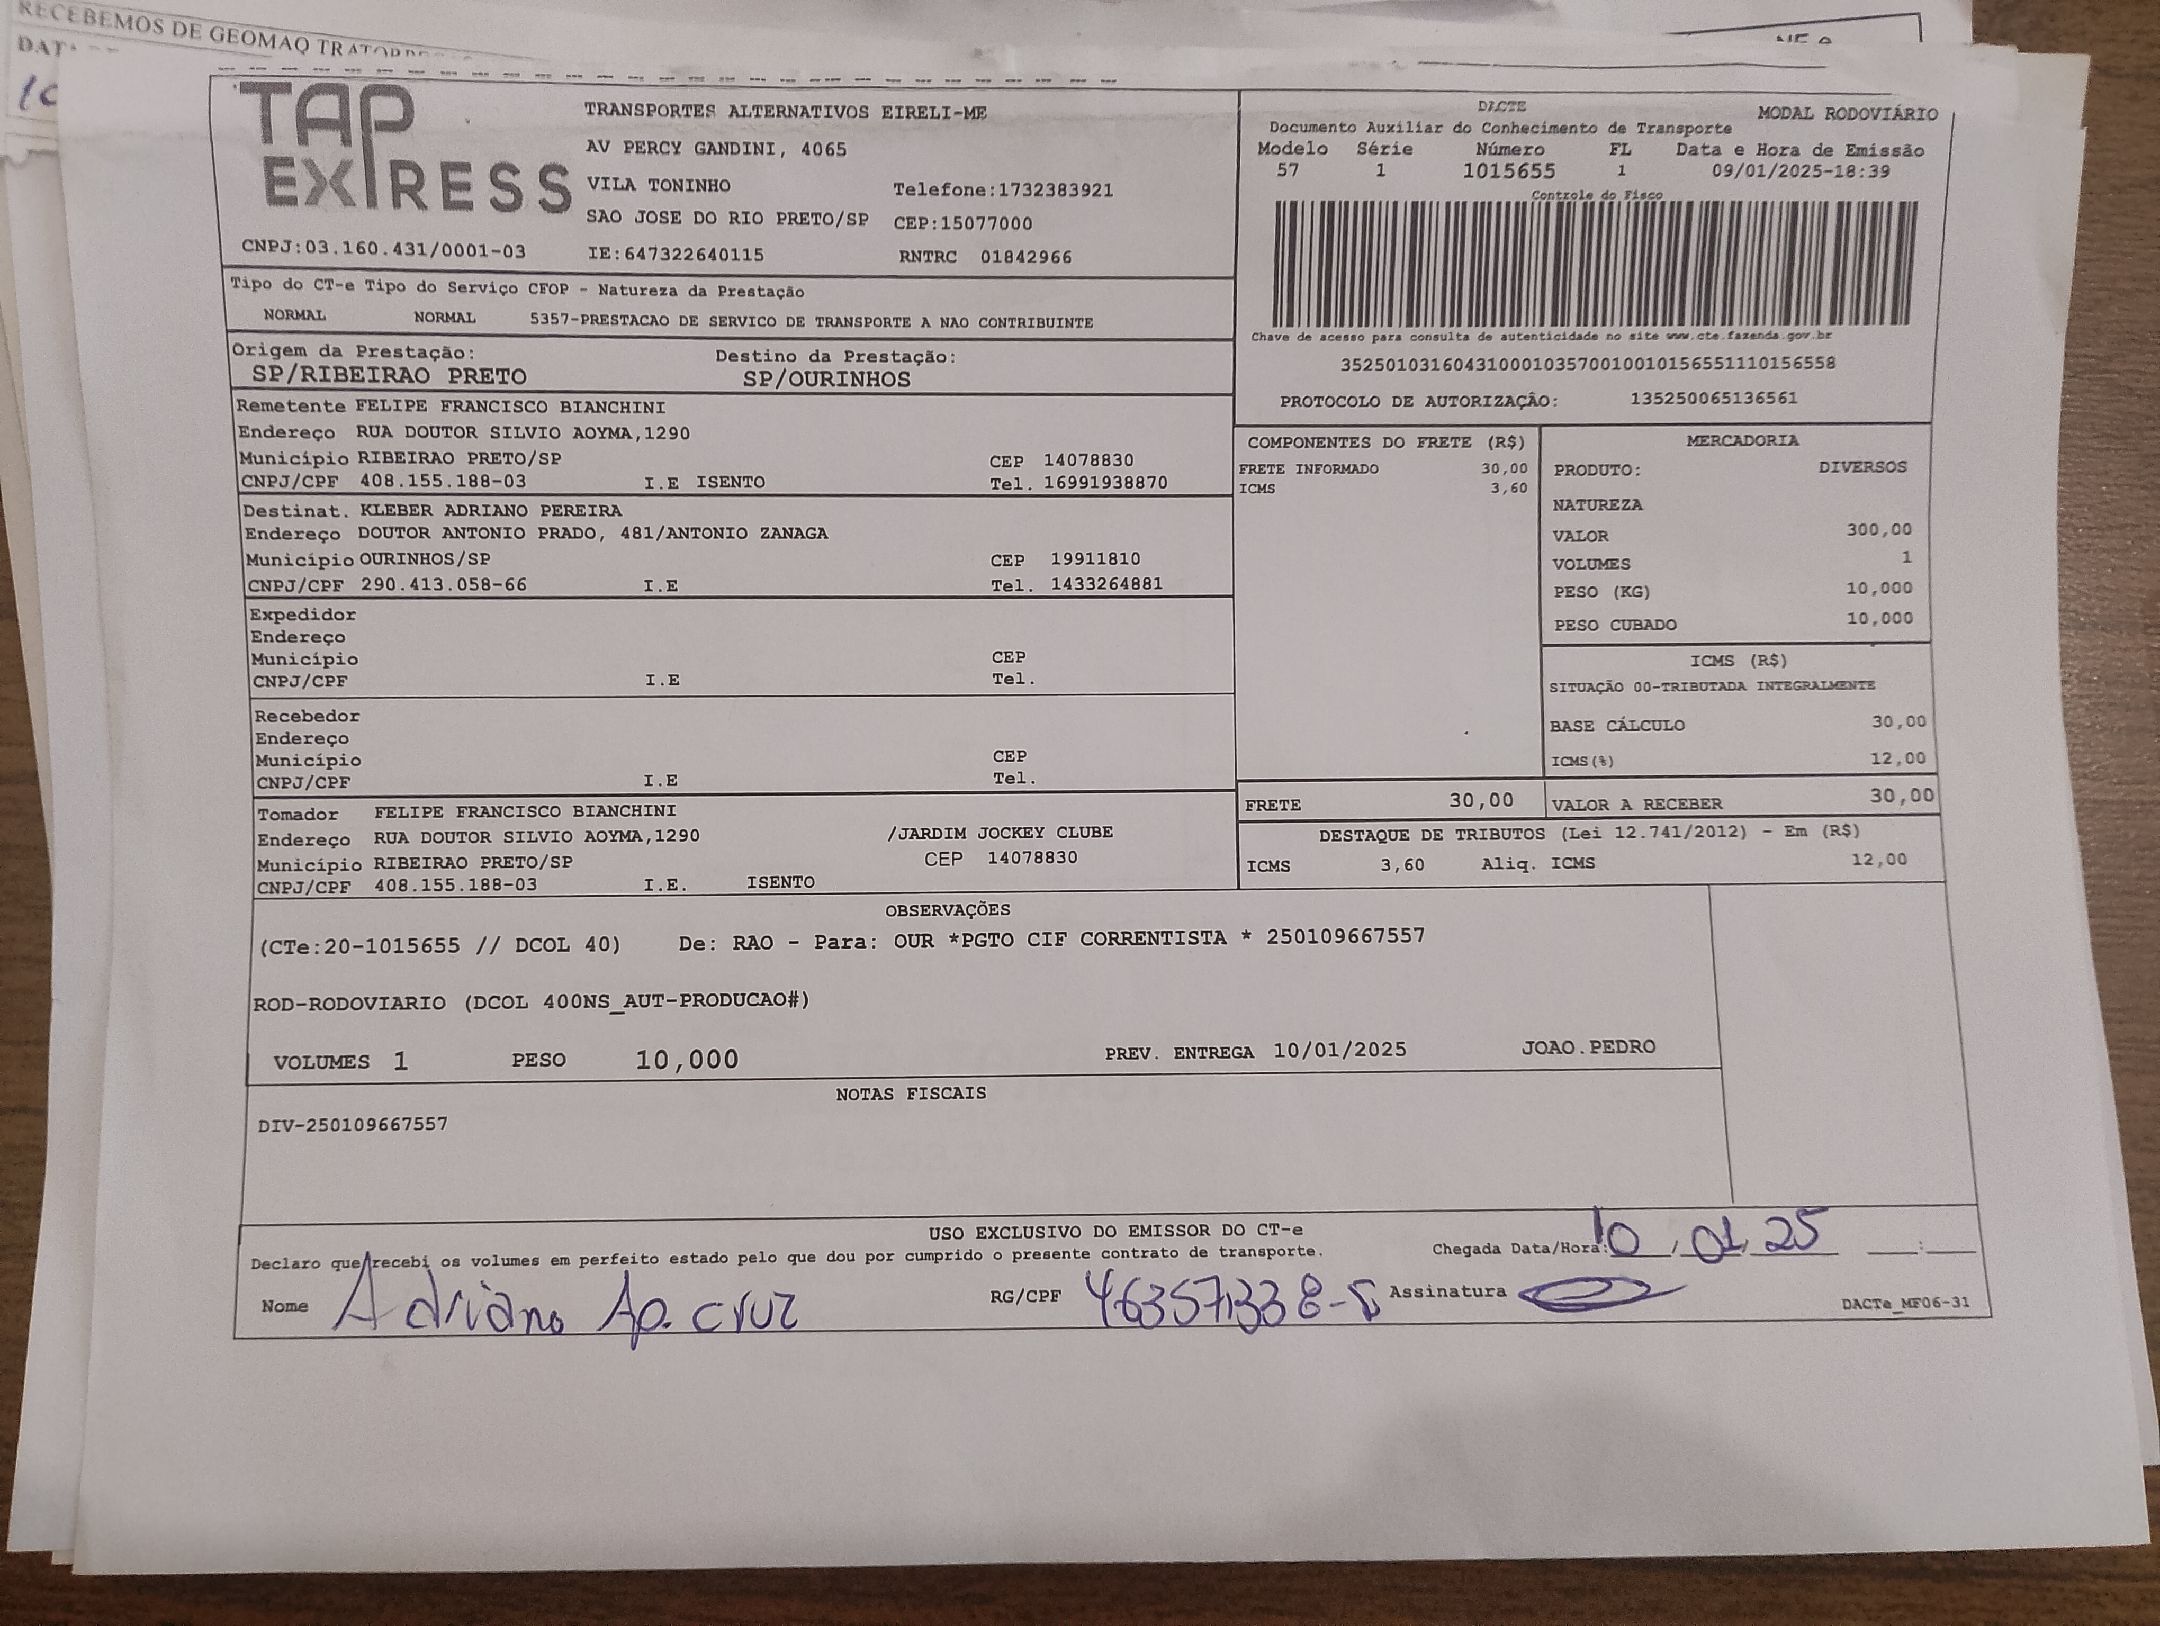 RECEBEMOS DE GEOMAQ
TAP EXPRESS
TRANSPORTES ALTERNATIVOS EIRELI-ME
AV PERCY GANDINI, 4065
VILA TONINHO Telefone:1732383921
SAO JOSE DO RIO PRETO/SP CEP:15077000
CNPJ:03.160.431/0001-03 IE:647322640115 RNTRC 01842966
DACTE MODAL RODOVIÁRIO
Documento Auxiliar do Conhecimento de Transporte
Modelo Série Número FL Data e Hora de Emissão
57 1 1015655 1 09/01/2025-18:39
Controle do Fisco
Chave de acesso para consulta de autenticidade no site www.cte.fazenda.gov.br
35250103160431000103570010010156551110156558
PROTOCOLO DE AUTORIZAÇÃO: 135250065136561
Tipo do CT-e Tipo do Serviço CFOP - Natureza da Prestação
NORMAL NORMAL 5357-PRESTACAO DE SERVICO DE TRANSPORTE A NAO CONTRIBUINTE
Origem da Prestação: Destino da Prestação:
SP/RIBEIRAO PRETO SP/OURINHOS
Remetente FELIPE FRANCISCO BIANCHINI
Endereço RUA DOUTOR SILVIO AOYMA,1290
Município RIBEIRAO PRETO/SP CEP 14078830
CNPJ/CPF 408.155.188-03 I.E ISENTO Tel. 16991938870
Destinat. KLEBER ADRIANO PEREIRA
Endereço DOUTOR ANTONIO PRADO, 481/ANTONIO ZANAGA
Município OURINHOS/SP CEP 19911810
CNPJ/CPF 290.413.058-66 I.E Tel. 1433264881
Expedidor
Endereço
Município CEP
CNPJ/CPF I.E Tel.
Recebedor
Endereço
Município CEP
CNPJ/CPF I.E Tel.
Tomador FELIPE FRANCISCO BIANCHINI
Endereço RUA DOUTOR SILVIO AOYMA,1290 /JARDIM JOCKEY CLUBE
Município RIBEIRAO PRETO/SP CEP 14078830
CNPJ/CPF 408.155.188-03 I.E. ISENTO
COMPONENTES DO FRETE (R$)
FRETE INFORMADO 30,00
ICMS 3,60
MERCADORIA
PRODUTO: DIVERSOS
NATUREZA
VALOR 300,00
VOLUMES 1
PESO (KG) 10,000
PESO CUBADO 10,000
ICMS (R$)
SITUAÇÃO 00-TRIBUTADA INTEGRALMENTE
BASE CÁLCULO 30,00
ICMS(%) 12,00
FRETE 30,00 VALOR A RECEBER 30,00
DESTAQUE DE TRIBUTOS (Lei 12.741/2012) - Em (R$)
ICMS 3,60 Aliq. ICMS 12,00
OBSERVAÇÕES
(CTe:20-1015655 // DCOL 40) De: RAO - Para: OUR *PGTO CIF CORRENTISTA * 250109667557
ROD-RODOVIARIO (DCOL 400NS_AUT-PRODUCAO#)
VOLUMES 1 PESO 10,000 PREV. ENTREGA 10/01/2025 JOAO.PEDRO
NOTAS FISCAIS
DIV-250109667557
USO EXCLUSIVO DO EMISSOR DO CT-e
Declaro que recebi os volumes em perfeito estado pelo que dou por cumprido o presente contrato de transporte. Chegada Data/Hora: 10/01/25 __:__
Nome Adriano Ap. cruz RG/CPF Assinatura DACTe_MF06-31